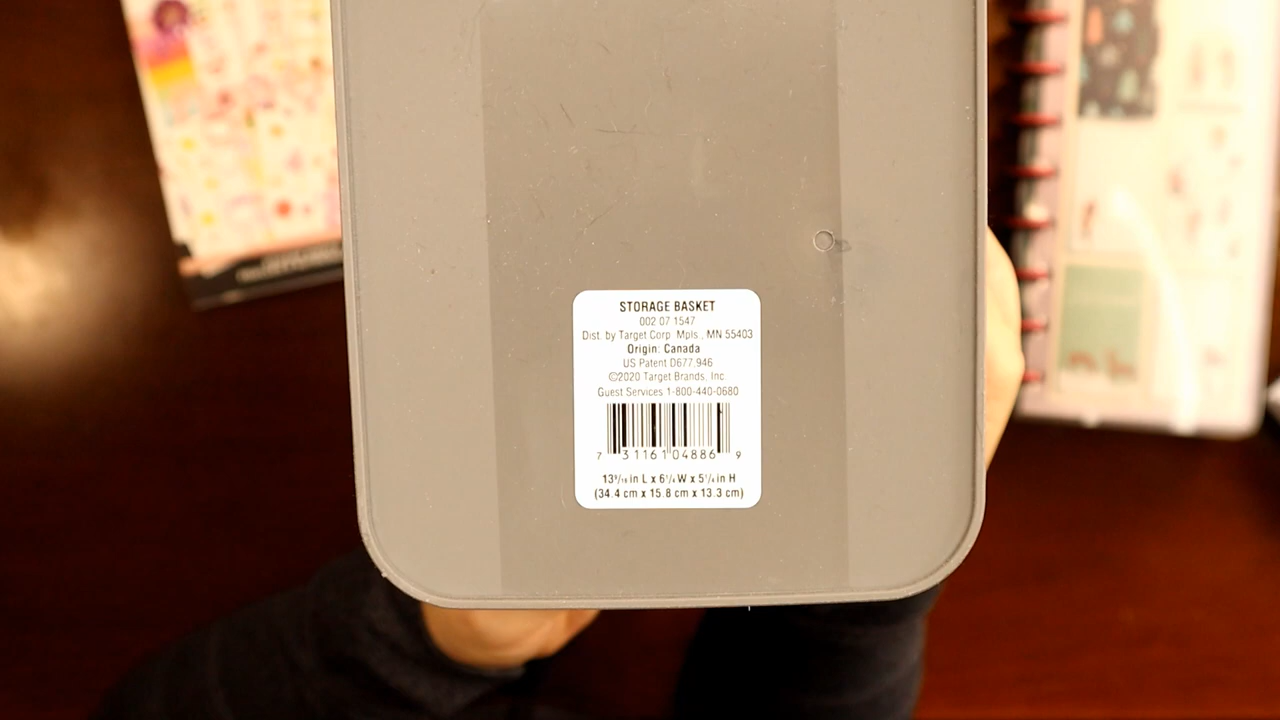 STORAGE BASKET
002 07 1547
Dist. by Target Corp. Mpls., MN 55403
Origin: Canada
US Patent D677,946
©2020 Target Brands, Inc.
Guest Services 1-800-440-0680
7 31161 04886 9
13⁹/₁₆ in L x 6¹/₄ W x 5¹/₄ in H
(34.4 cm x 15.8 cm x 13.3 cm)